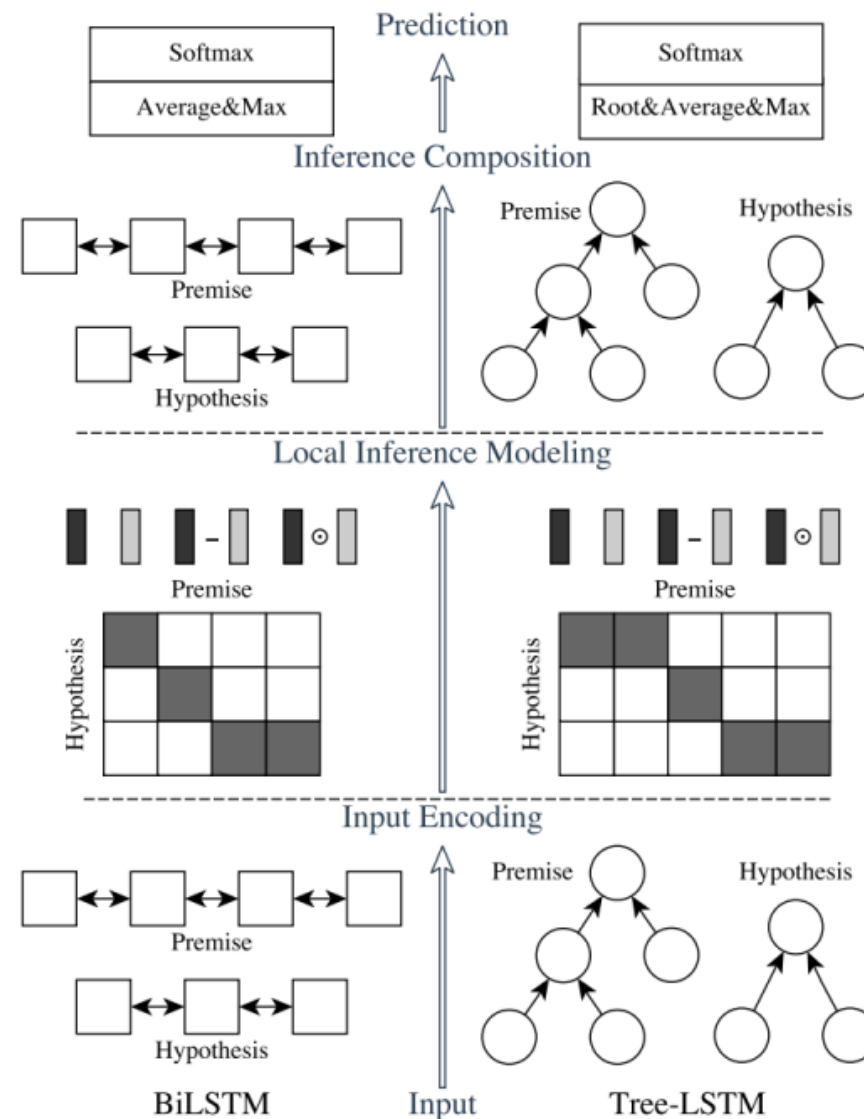 Prediction
Softmax
Average&Max
Softmax
Root&Average&Max
Inference Composition
Premise
Hypothesis
Premise
Hypothesis
Local Inference Modeling
–
⊙
–
⊙
Premise
Hypothesis
Premise
Hypothesis
Input Encoding
Premise
Hypothesis
Premise
Hypothesis
BiLSTM
Input
Tree-LSTM